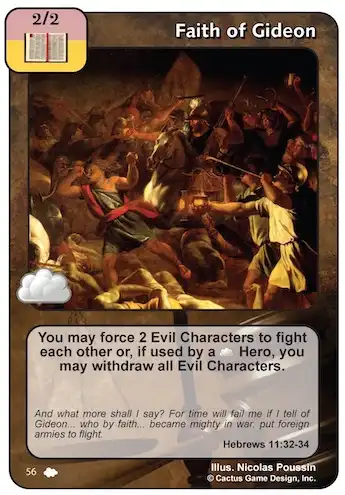 2/2
Faith of Gideon
You may force 2 Evil Characters to fight
each other or, if used by a Hero, you
may withdraw all Evil Characters.
And what more shall I say? For time will fail me if I tell of
Gideon... who by faith... became mighty in war. put foreign
armies to flight.
Hebrews 11:32-34
56
Illus. Nicolas Poussin
© Cactus Game Design, Inc.